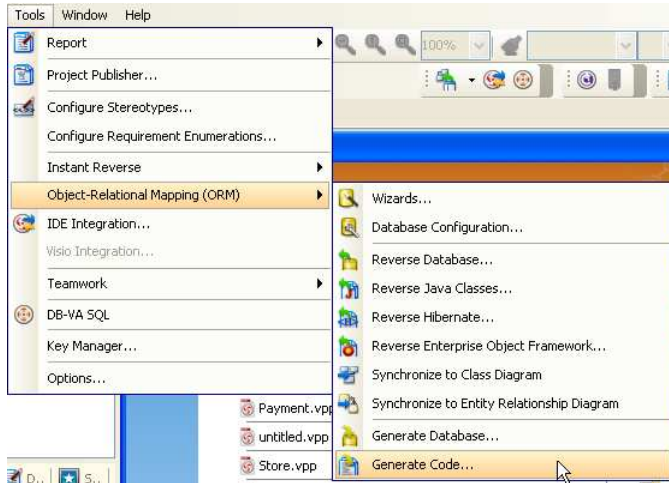 Tools Window Help
Report
100%
Project Publisher...
Configure Stereotypes...
Configure Requirement Enumerations...
Instant Reverse
Object-Relational Mapping (ORM)
Wizards...
IDE Integration...
Database Configuration...
Visio Integration...
Reverse Database...
Teamwork
Reverse Java Classes...
DB-VA SQL
Reverse Hibernate...
Key Manager...
Reverse Enterprise Object Framework...
Options...
Synchronize to Class Diagram
Payment.vpp
Synchronize to Entity Relationship Diagram
untitled.vpp
Generate Database...
Store.vpp
Generate Code...
D.. S..